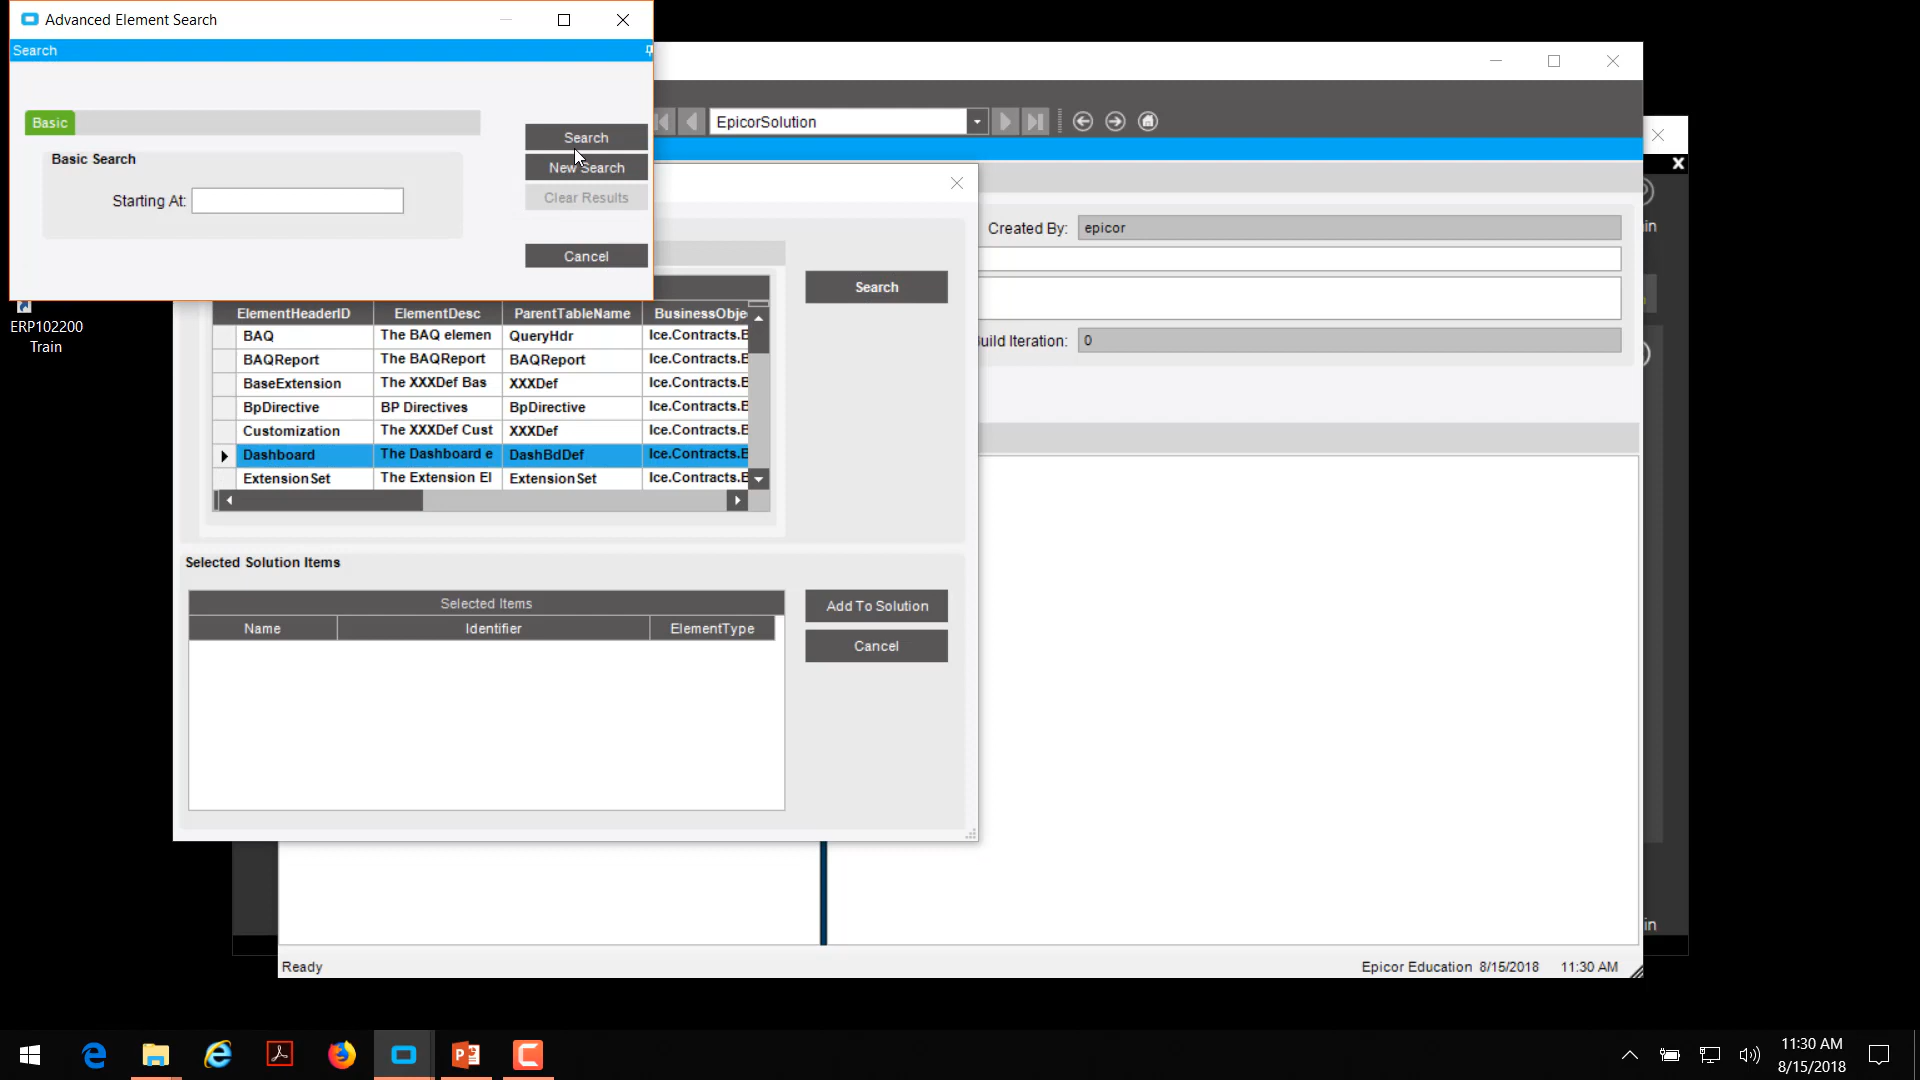 Advanced Element Search
Search
Basic
Basic Search
Starting At:
Search
New Search
Clear Results
Cancel
EpicorSolution
Created By: epicor
uild Iteration: 0
in
ERP102200
Train
ElementHeaderID ElementDesc ParentTableName BusinessObje
BAQ The BAQ elemen QueryHdr Ice.Contracts.B
BAQReport The BAQReport BAQReport Ice.Contracts.B
BaseExtension The XXXDef Bas XXXDef Ice.Contracts.B
BpDirective BP Directives BpDirective Ice.Contracts.B
Customization The XXXDef Cust XXXDef Ice.Contracts.B
Dashboard The Dashboard e DashBdDef Ice.Contracts.B
ExtensionSet The Extension El ExtensionSet Ice.Contracts.B
Search
Selected Solution Items
Selected Items
Name Identifier ElementType
Add To Solution
Cancel
in
Ready
Epicor Education 8/15/2018 11:30 AM
11:30 AM
8/15/2018